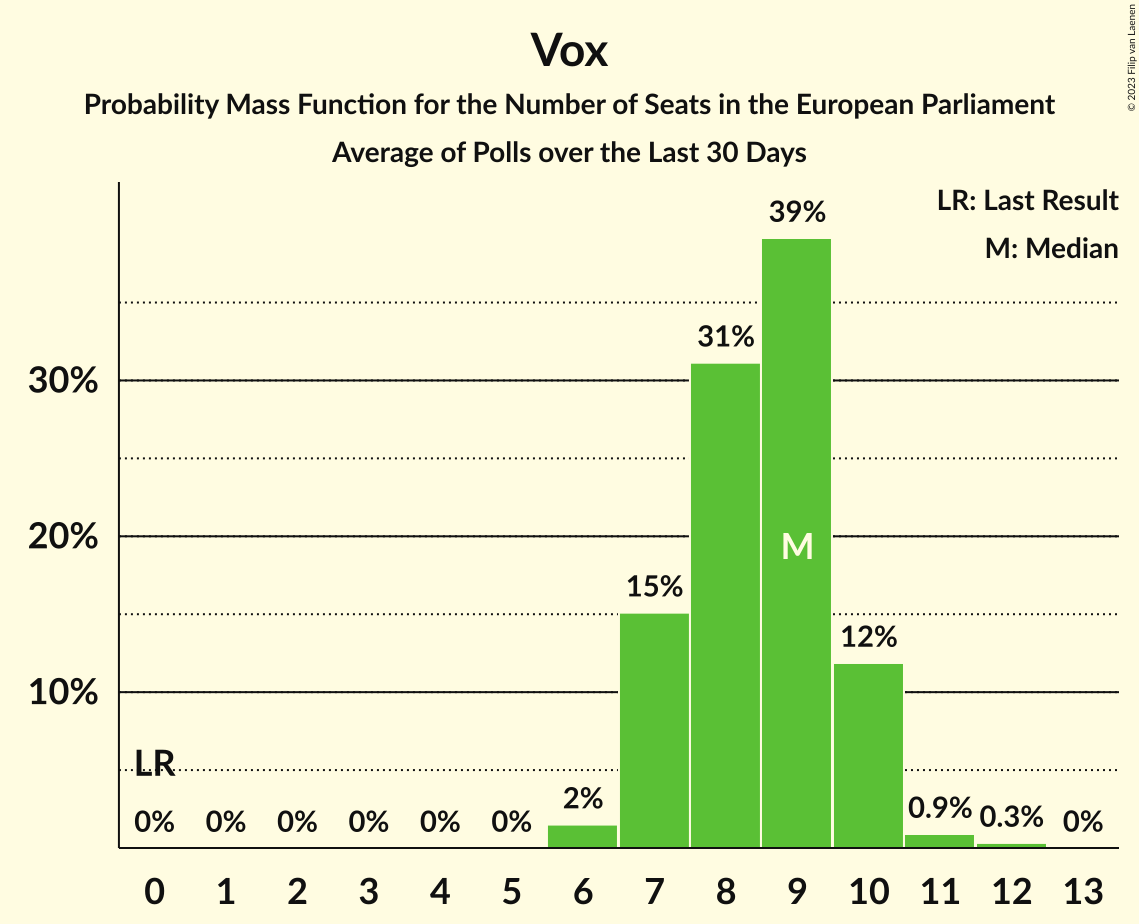 Vox
Probability Mass Function for the Number of Seats in the European Parliament
Average of Polls over the Last 30 Days
© 2023 Filip van Laenen
LR: Last Result
M: Median
39%
31%
30%
20%
M
15%
12%
10%
LR
0% 0% 0% 0% 0% 0% 2% 0.9% 0.3% 0%
0 1 2 3 4 5 6 7 8 9 10 11 12 13